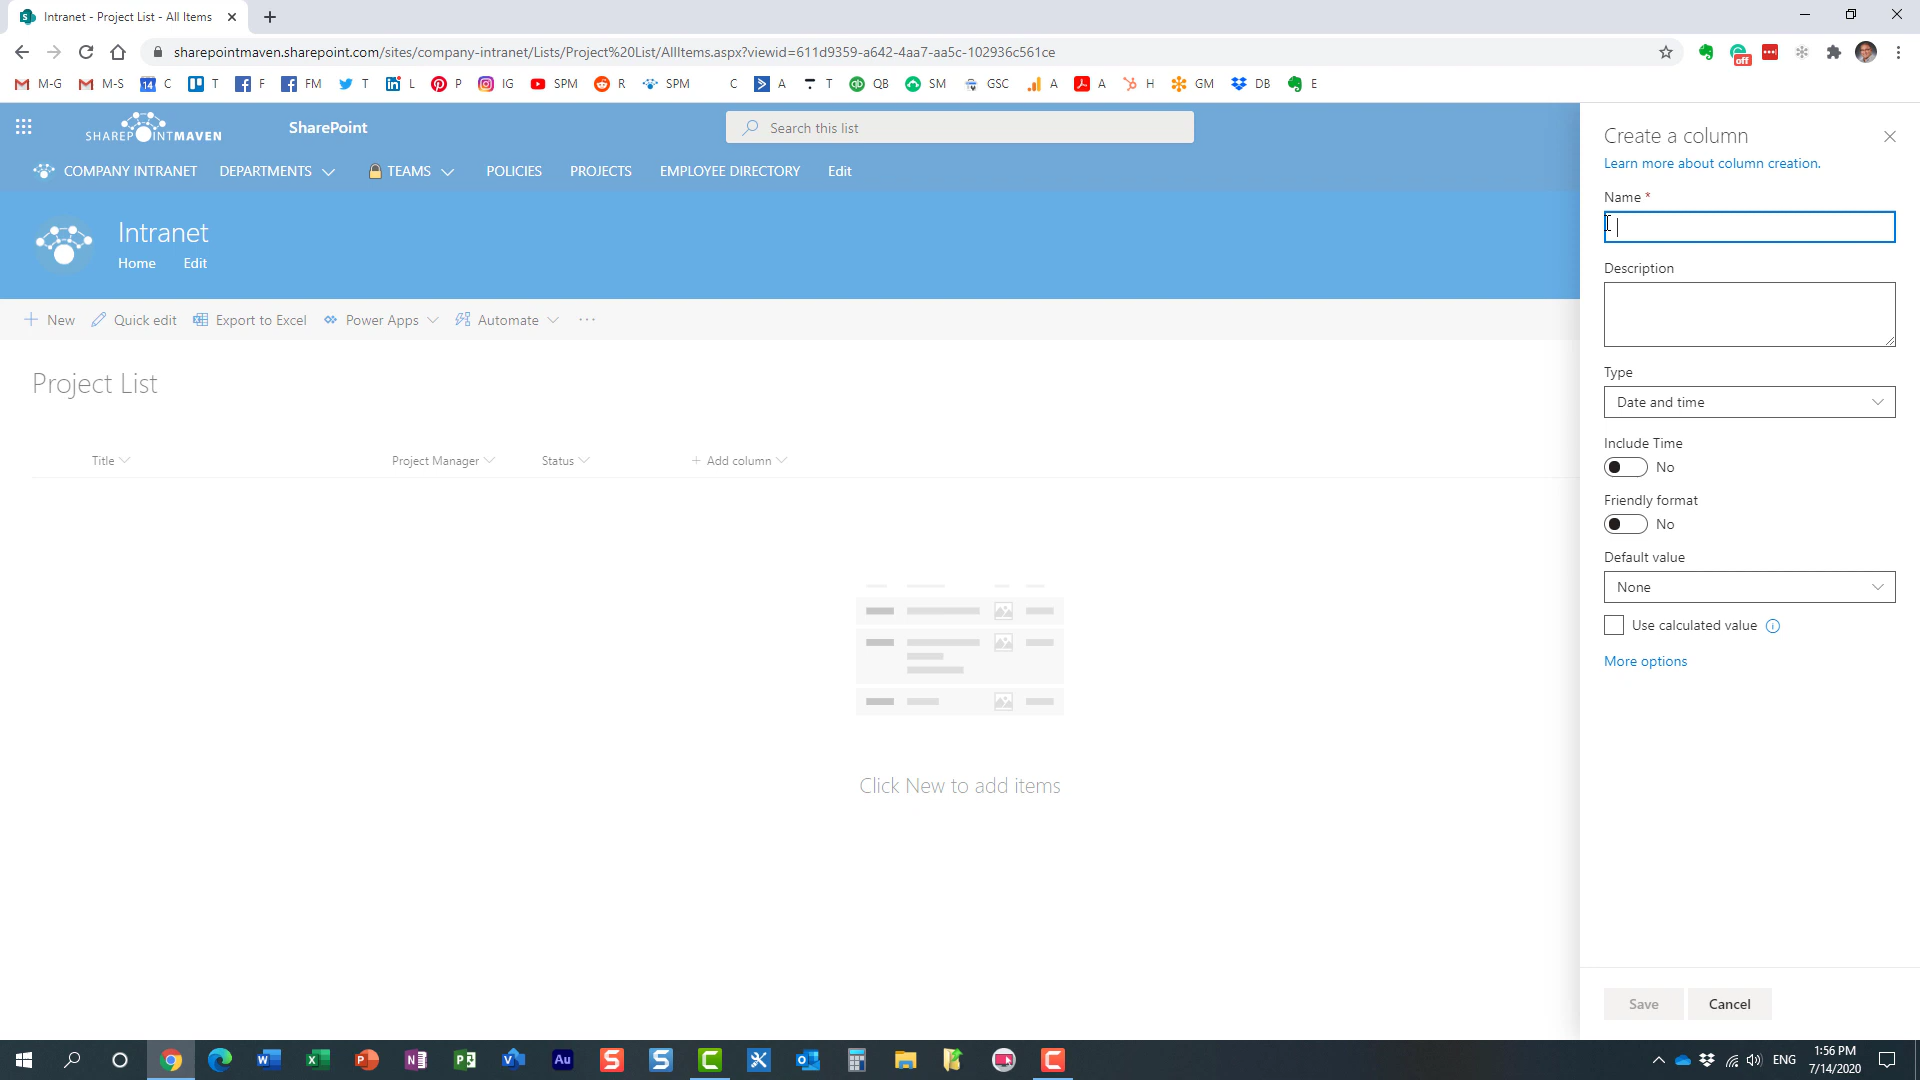 Intranet - Project List - All Items
sharepointmaven.sharepoint.com/sites/company-intranet/Lists/Project%20List/AllItems.aspx?viewid=611d9359-a642-4aa7-aa5c-102936c561ce
off
M-G M-S 14 C T F FM T L P IG SPM R SPM C A T QB SM GSC A A H GM DB E
SHAREPOINTMAVEN
SharePoint
Search this list
COMPANY INTRANET DEPARTMENTS TEAMS POLICIES PROJECTS EMPLOYEE DIRECTORY Edit
Intranet
Home Edit
New Quick edit Export to Excel Power Apps Automate ...
Project List
Title Project Manager Status + Add column
Click New to add items
Create a column
Learn more about column creation.
Name *
Description
Type
Date and time
Include Time
No
Friendly format
No
Default value
None
Use calculated value
More options
Save Cancel
Au
ENG
1:56 PM
7/14/2020